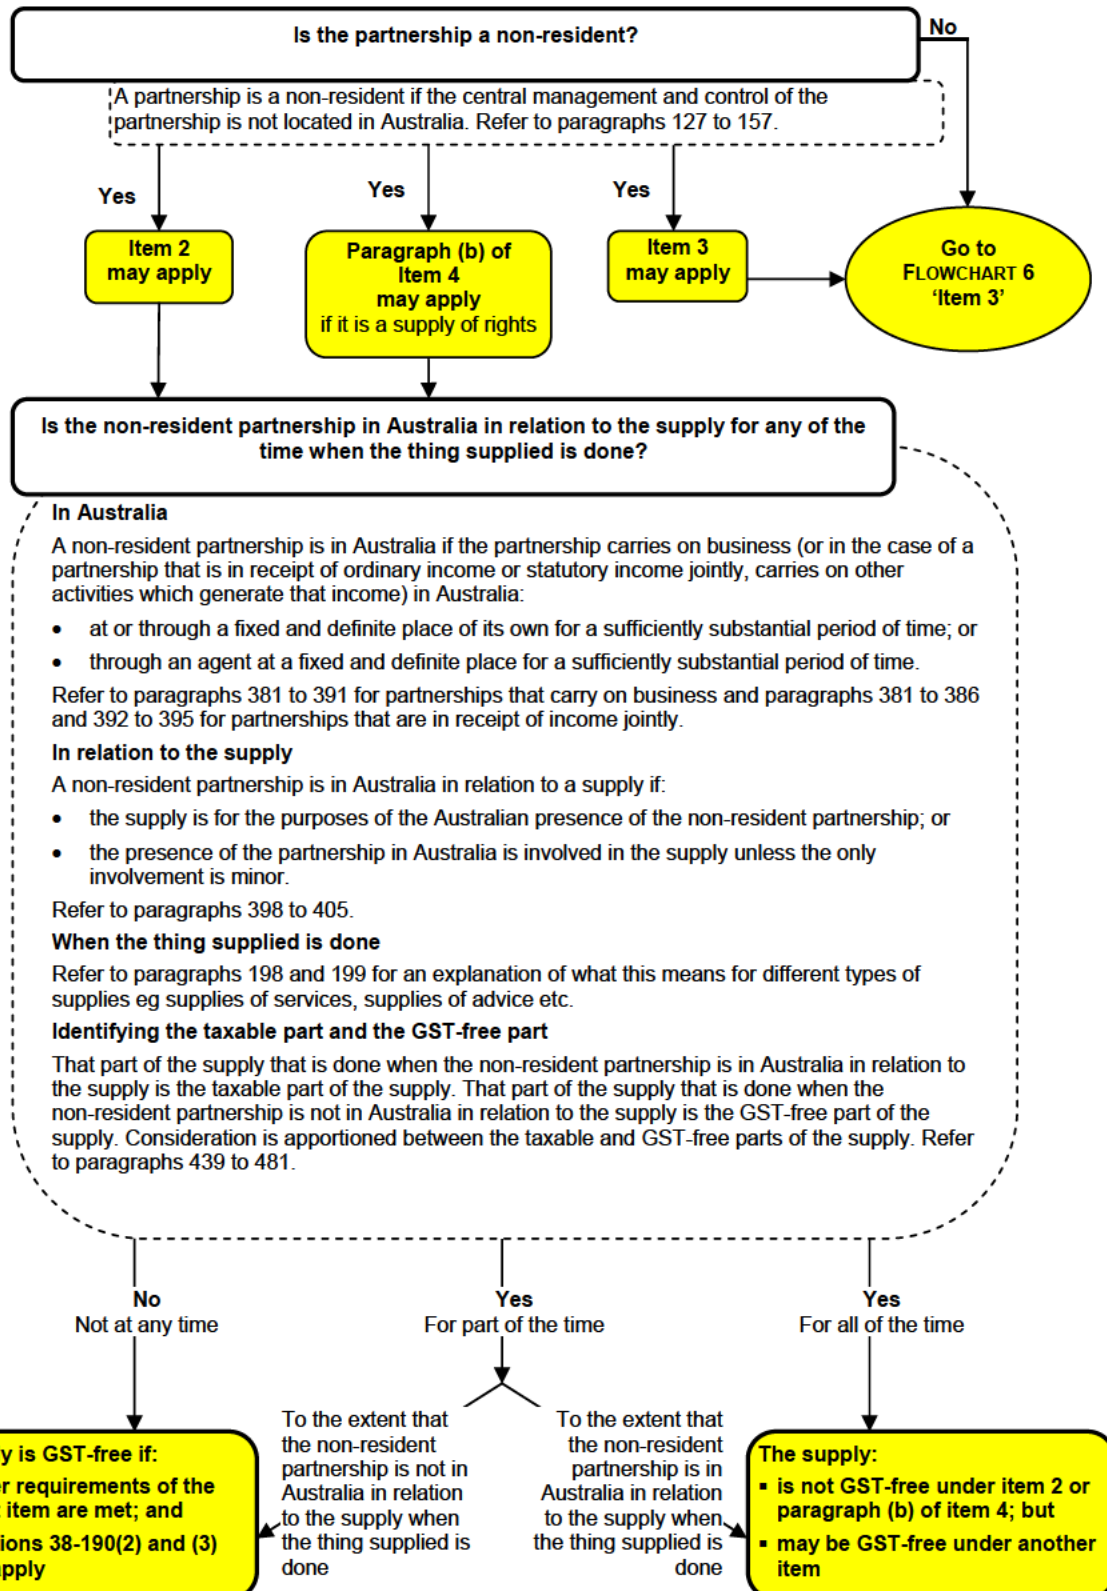 Is the partnership a non-resident?
No
A partnership is a non-resident if the central management and control of the
partnership is not located in Australia. Refer to paragraphs 127 to 157.
Yes
Yes
Yes
Item 2
may apply
Paragraph (b) of
Item 4
may apply
if it is a supply of rights
Item 3
may apply
Go to
FLOWCHART 6
‘Item 3’
Is the non-resident partnership in Australia in relation to the supply for any of the
time when the thing supplied is done?
In Australia
A non-resident partnership is in Australia if the partnership carries on business (or in the case of a
partnership that is in receipt of ordinary income or statutory income jointly, carries on other
activities which generate that income) in Australia:
• at or through a fixed and definite place of its own for a sufficiently substantial period of time; or
• through an agent at a fixed and definite place for a sufficiently substantial period of time.
Refer to paragraphs 381 to 391 for partnerships that carry on business and paragraphs 381 to 386
and 392 to 395 for partnerships that are in receipt of income jointly.
In relation to the supply
A non-resident partnership is in Australia in relation to a supply if:
• the supply is for the purposes of the Australian presence of the non-resident partnership; or
• the presence of the partnership in Australia is involved in the supply unless the only
involvement is minor.
Refer to paragraphs 398 to 405.
When the thing supplied is done
Refer to paragraphs 198 and 199 for an explanation of what this means for different types of
supplies eg supplies of services, supplies of advice etc.
Identifying the taxable part and the GST-free part
That part of the supply that is done when the non-resident partnership is in Australia in relation to
the supply is the taxable part of the supply. That part of the supply that is done when the
non-resident partnership is not in Australia in relation to the supply is the GST-free part of the
supply. Consideration is apportioned between the taxable and GST-free parts of the supply. Refer
to paragraphs 439 to 481.
No
Not at any time
Yes
For part of the time
Yes
For all of the time
y is GST-free if:
r requirements of the
t item are met; and
ions 38-190(2) and (3)
apply
To the extent that
the non-resident
partnership is not in
Australia in relation
to the supply when
the thing supplied is
done
To the extent that
the non-resident
partnership is in
Australia in relation
to the supply when
the thing supplied is
done
The supply:
▪ is not GST-free under item 2 or
paragraph (b) of item 4; but
▪ may be GST-free under another
item